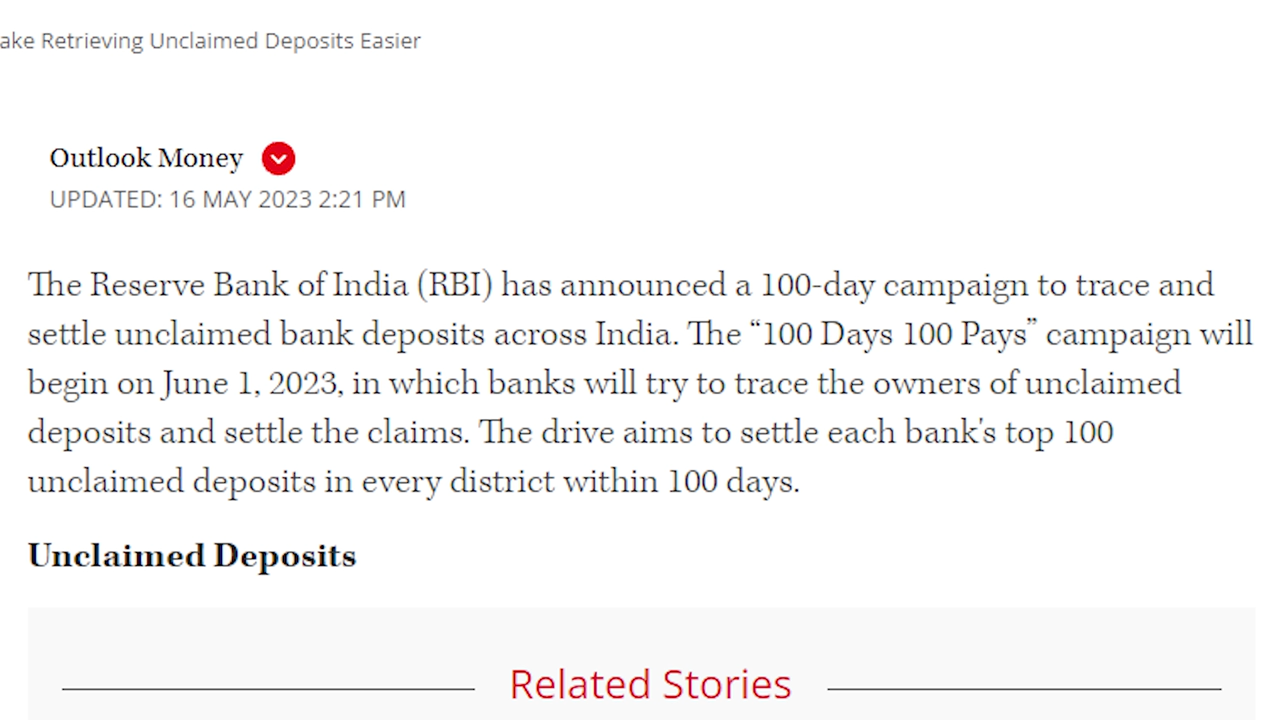 ake Retrieving Unclaimed Deposits Easier
Outlook Money
UPDATED: 16 MAY 2023 2:21 PM
The Reserve Bank of India (RBI) has announced a 100-day campaign to trace and
settle unclaimed bank deposits across India. The “100 Days 100 Pays” campaign will
begin on June 1, 2023, in which banks will try to trace the owners of unclaimed
deposits and settle the claims. The drive aims to settle each bank's top 100
unclaimed deposits in every district within 100 days.
Unclaimed Deposits
Related Stories